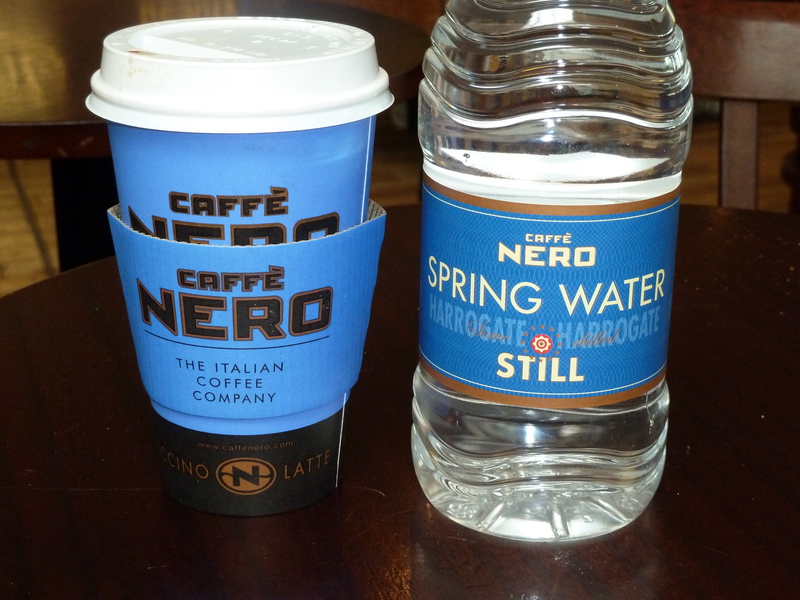 CAFFÈ
NERO
CAFFÈ
NERO
THE ITALIAN
COFFEE
COMPANY
www.caffenero.com
CCINO N LATTE
CAFFÈ
NERO
SPRING WATER
HARROGATE HARROGATE
STILL